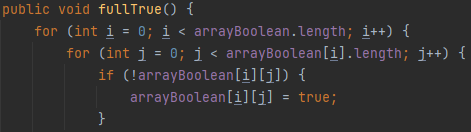 public void fullTrue() {
    for (int i = 0; i < arrayBoolean.length; i++) {
        for (int j = 0; j < arrayBoolean[i].length; j++) {
            if (!arrayBoolean[i][j]) {
                arrayBoolean[i][j] = true;
            }